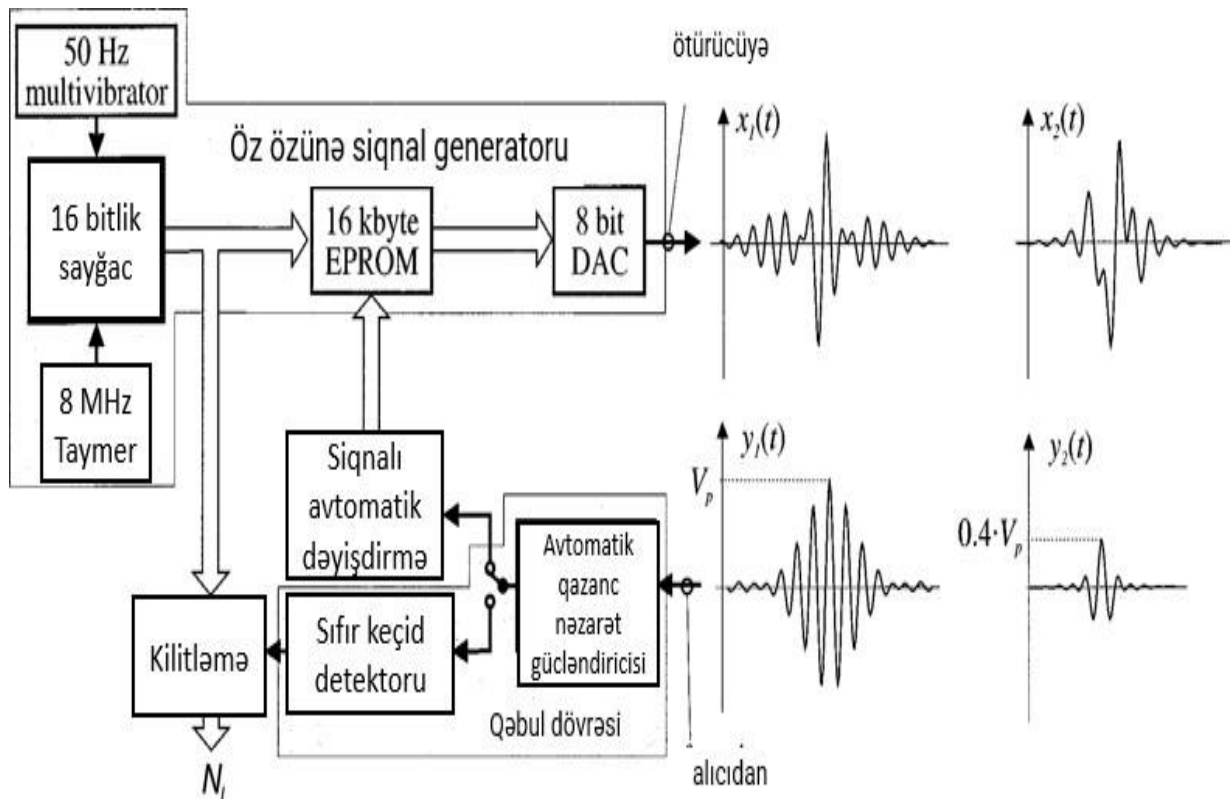 50 Hz
multivibrator
ötürücüyə
Öz özünə siqnal generatoru
16 bitlik
sayğac
16 kbyte
EPROM
8 bit
DAC
8 MHz
Taymer
x₁(t)
x₂(t)
Siqnalı
avtomatik
dəyişdirmə
Avtomatik
qazanc
nəzarət
gücləndiricisi
Sıfır keçid
detektoru
Kilitləmə
Qəbul dövrəsi
alıcıdan
Nᵢ
y₁(t)
Vₚ
y₂(t)
0.4·Vₚ